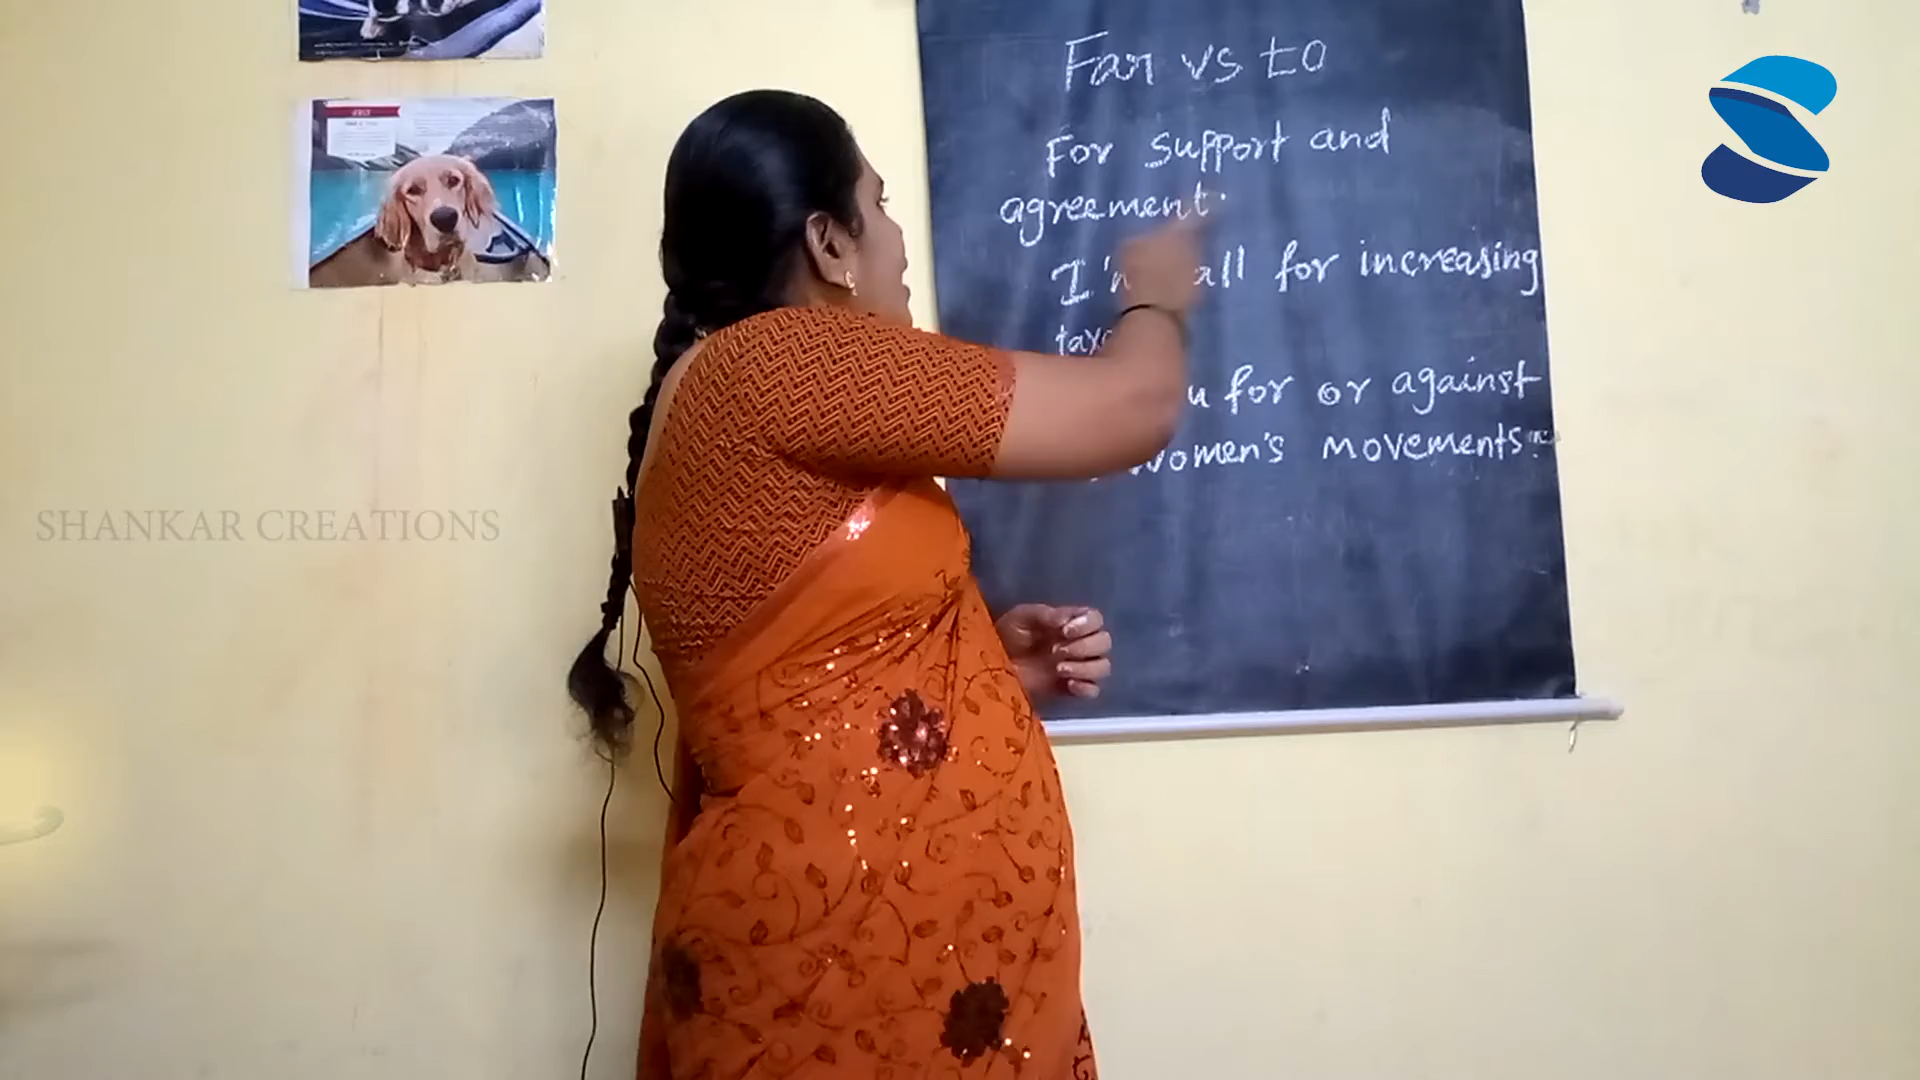 Far vs to
For support and
agreement.
all for increasing
for or against
women's movements.
SHANKAR CREATIONS